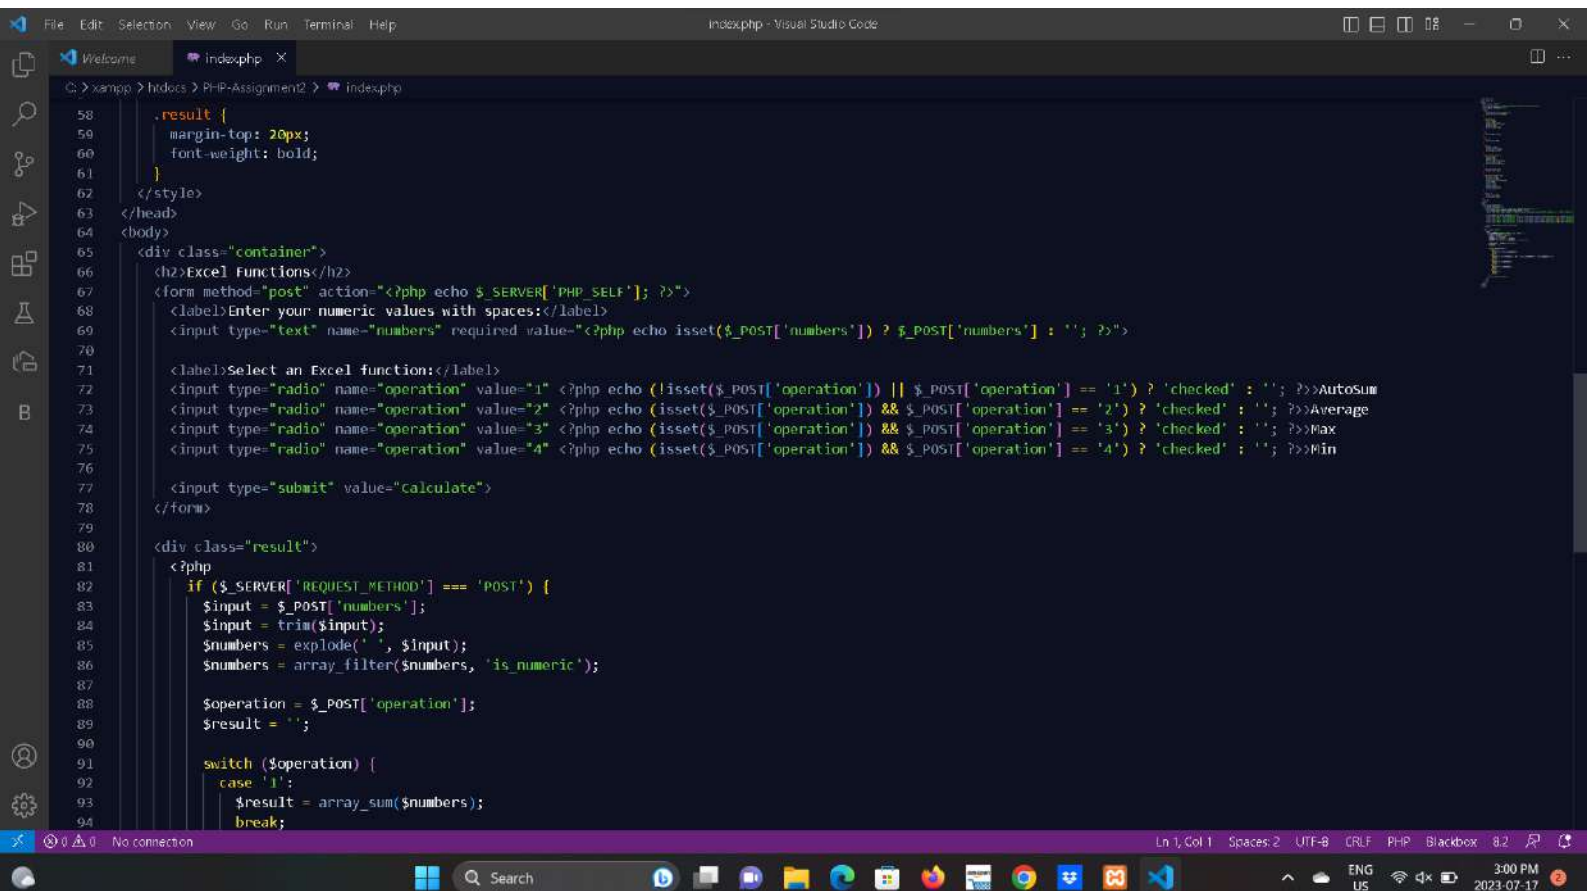 File Edit Selection View Go Run Terminal Help
index.php - Visual Studio Code
Welcome
index.php
C: > xampp > htdocs > PHP-Assignment2 > index.php
58 .result {
59 margin-top: 20px;
60 font-weight: bold;
61 }
62 </style>
63 </head>
64 <body>
65 <div class="container">
66 <h2>Excel Functions</h2>
67 <form method="post" action="<?php echo $_SERVER['PHP_SELF']; ?>">
68 <label>Enter your numeric values with spaces:</label>
69 <input type="text" name="numbers" required value="<?php echo isset($_POST['numbers']) ? $_POST['numbers'] : ''; ?>">
70
71 <label>Select an Excel function:</label>
72 <input type="radio" name="operation" value="1" <?php echo (!isset($_POST['operation']) || $_POST['operation'] == '1') ? 'checked' : ''; ?>>AutoSum
73 <input type="radio" name="operation" value="2" <?php echo (isset($_POST['operation']) && $_POST['operation'] == '2') ? 'checked' : ''; ?>>Average
74 <input type="radio" name="operation" value="3" <?php echo (isset($_POST['operation']) && $_POST['operation'] == '3') ? 'checked' : ''; ?>>Max
75 <input type="radio" name="operation" value="4" <?php echo (isset($_POST['operation']) && $_POST['operation'] == '4') ? 'checked' : ''; ?>>Min
76
77 <input type="submit" value="Calculate">
78 </form>
79
80 <div class="result">
81 <?php
82 if ($_SERVER['REQUEST_METHOD'] === 'POST') {
83 $input = $_POST['numbers'];
84 $input = trim($input);
85 $numbers = explode(' ', $input);
86 $numbers = array_filter($numbers, 'is_numeric');
87
88 $operation = $_POST['operation'];
89 $result = '';
90
91 switch ($operation) {
92 case '1':
93 $result = array_sum($numbers);
94 break;
0 0 No connection
Ln 1, Col 1 Spaces: 2 UTF-8 CRLF PHP Blackbox 8.2
Search
ENG
US
3:00 PM
2023-07-17
2